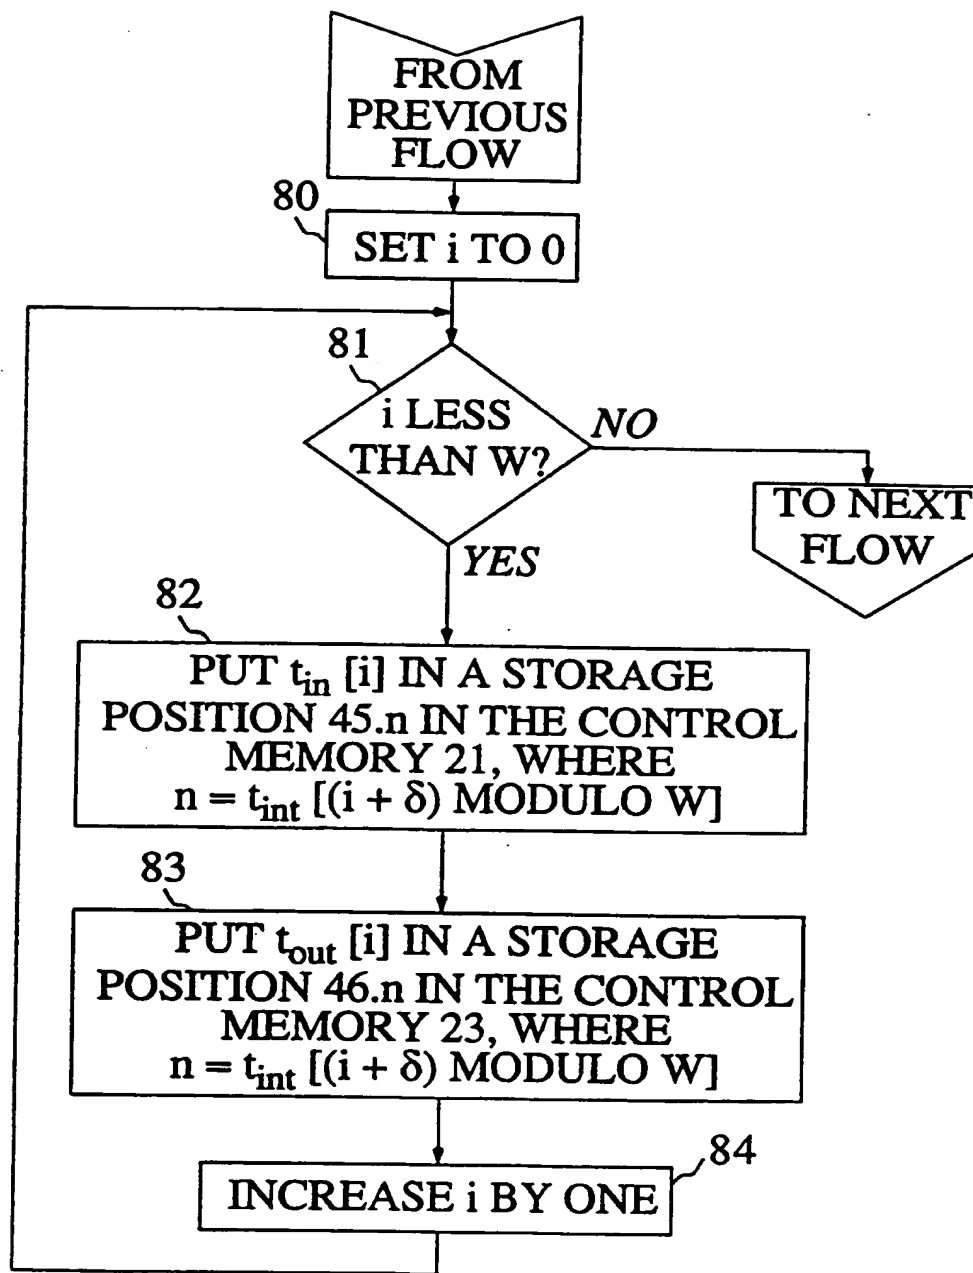 FROM
PREVIOUS
FLOW
80
SET i TO 0
81
i LESS
THAN W?
NO
TO NEXT
FLOW
YES
82
PUT t_in [i] IN A STORAGE
POSITION 45.n IN THE CONTROL
MEMORY 21, WHERE
n = t_int [(i + δ) MODULO W]
83
PUT t_out [i] IN A STORAGE
POSITION 46.n IN THE CONTROL
MEMORY 23, WHERE
n = t_int [(i + δ) MODULO W]
84
INCREASE i BY ONE